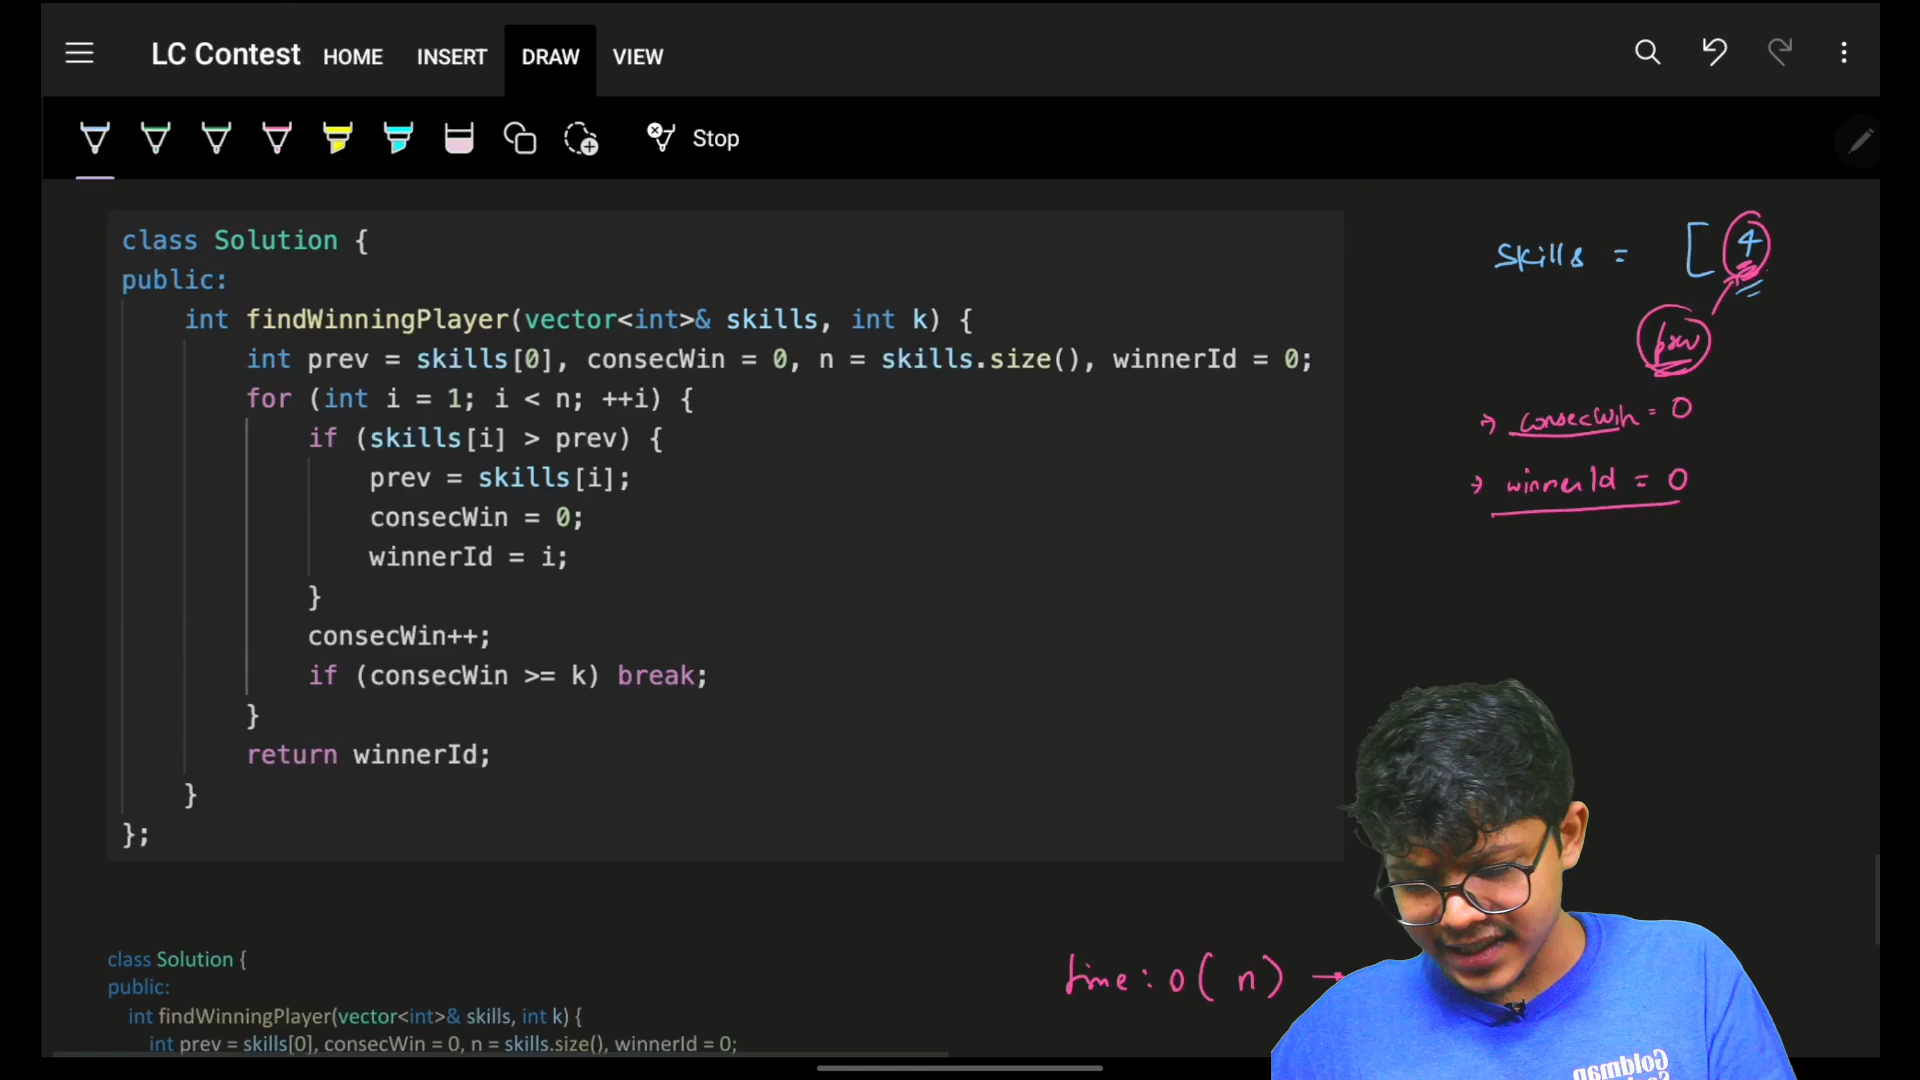 LC Contest HOME INSERT DRAW VIEW
Stop
class Solution {
public:
int findWinningPlayer(vector<int>& skills, int k) {
int prev = skills[0], consecWin = 0, n = skills.size(), winnerId = 0;
for (int i = 1; i < n; ++i) {
if (skills[i] > prev) {
prev = skills[i];
consecWin = 0;
winnerId = i;
}
consecWin++;
if (consecWin >= k) break;
}
return winnerId;
}
};
skills = [ 4
prev
→ consecWin = 0
→ winnerId = 0
time: O( n) →
class Solution {
public:
int findWinningPlayer(vector<int>& skills, int k) {
int prev = skills[0], consecWin = 0, n = skills.size(), winnerId = 0;
Goldman